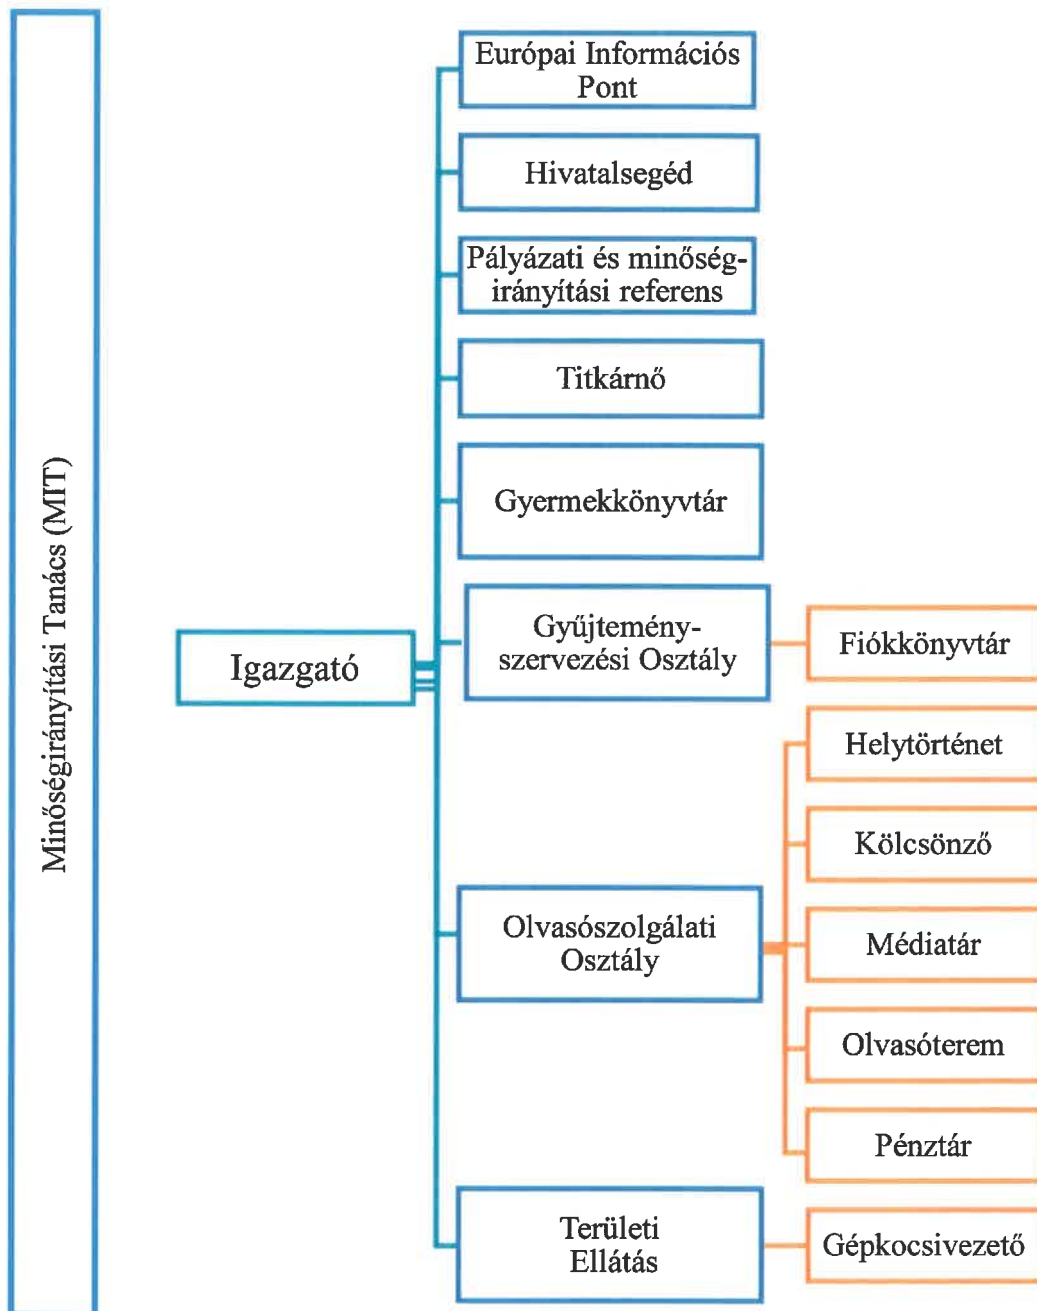 Minőségirányítási Tanács (MIT)
Igazgató
Európai Információs
Pont
Hivatalsegéd
Pályázati és minőség-
irányítási referens
Titkárnő
Gyermekkönyvtár
Gyűjtemény-
szervezési Osztály
Fiókkönyvtár
Olvasószolgálati
Osztály
Helytörténet
Kölcsönző
Médiatár
Olvasóterem
Pénztár
Területi
Ellátás
Gépkocsivezető